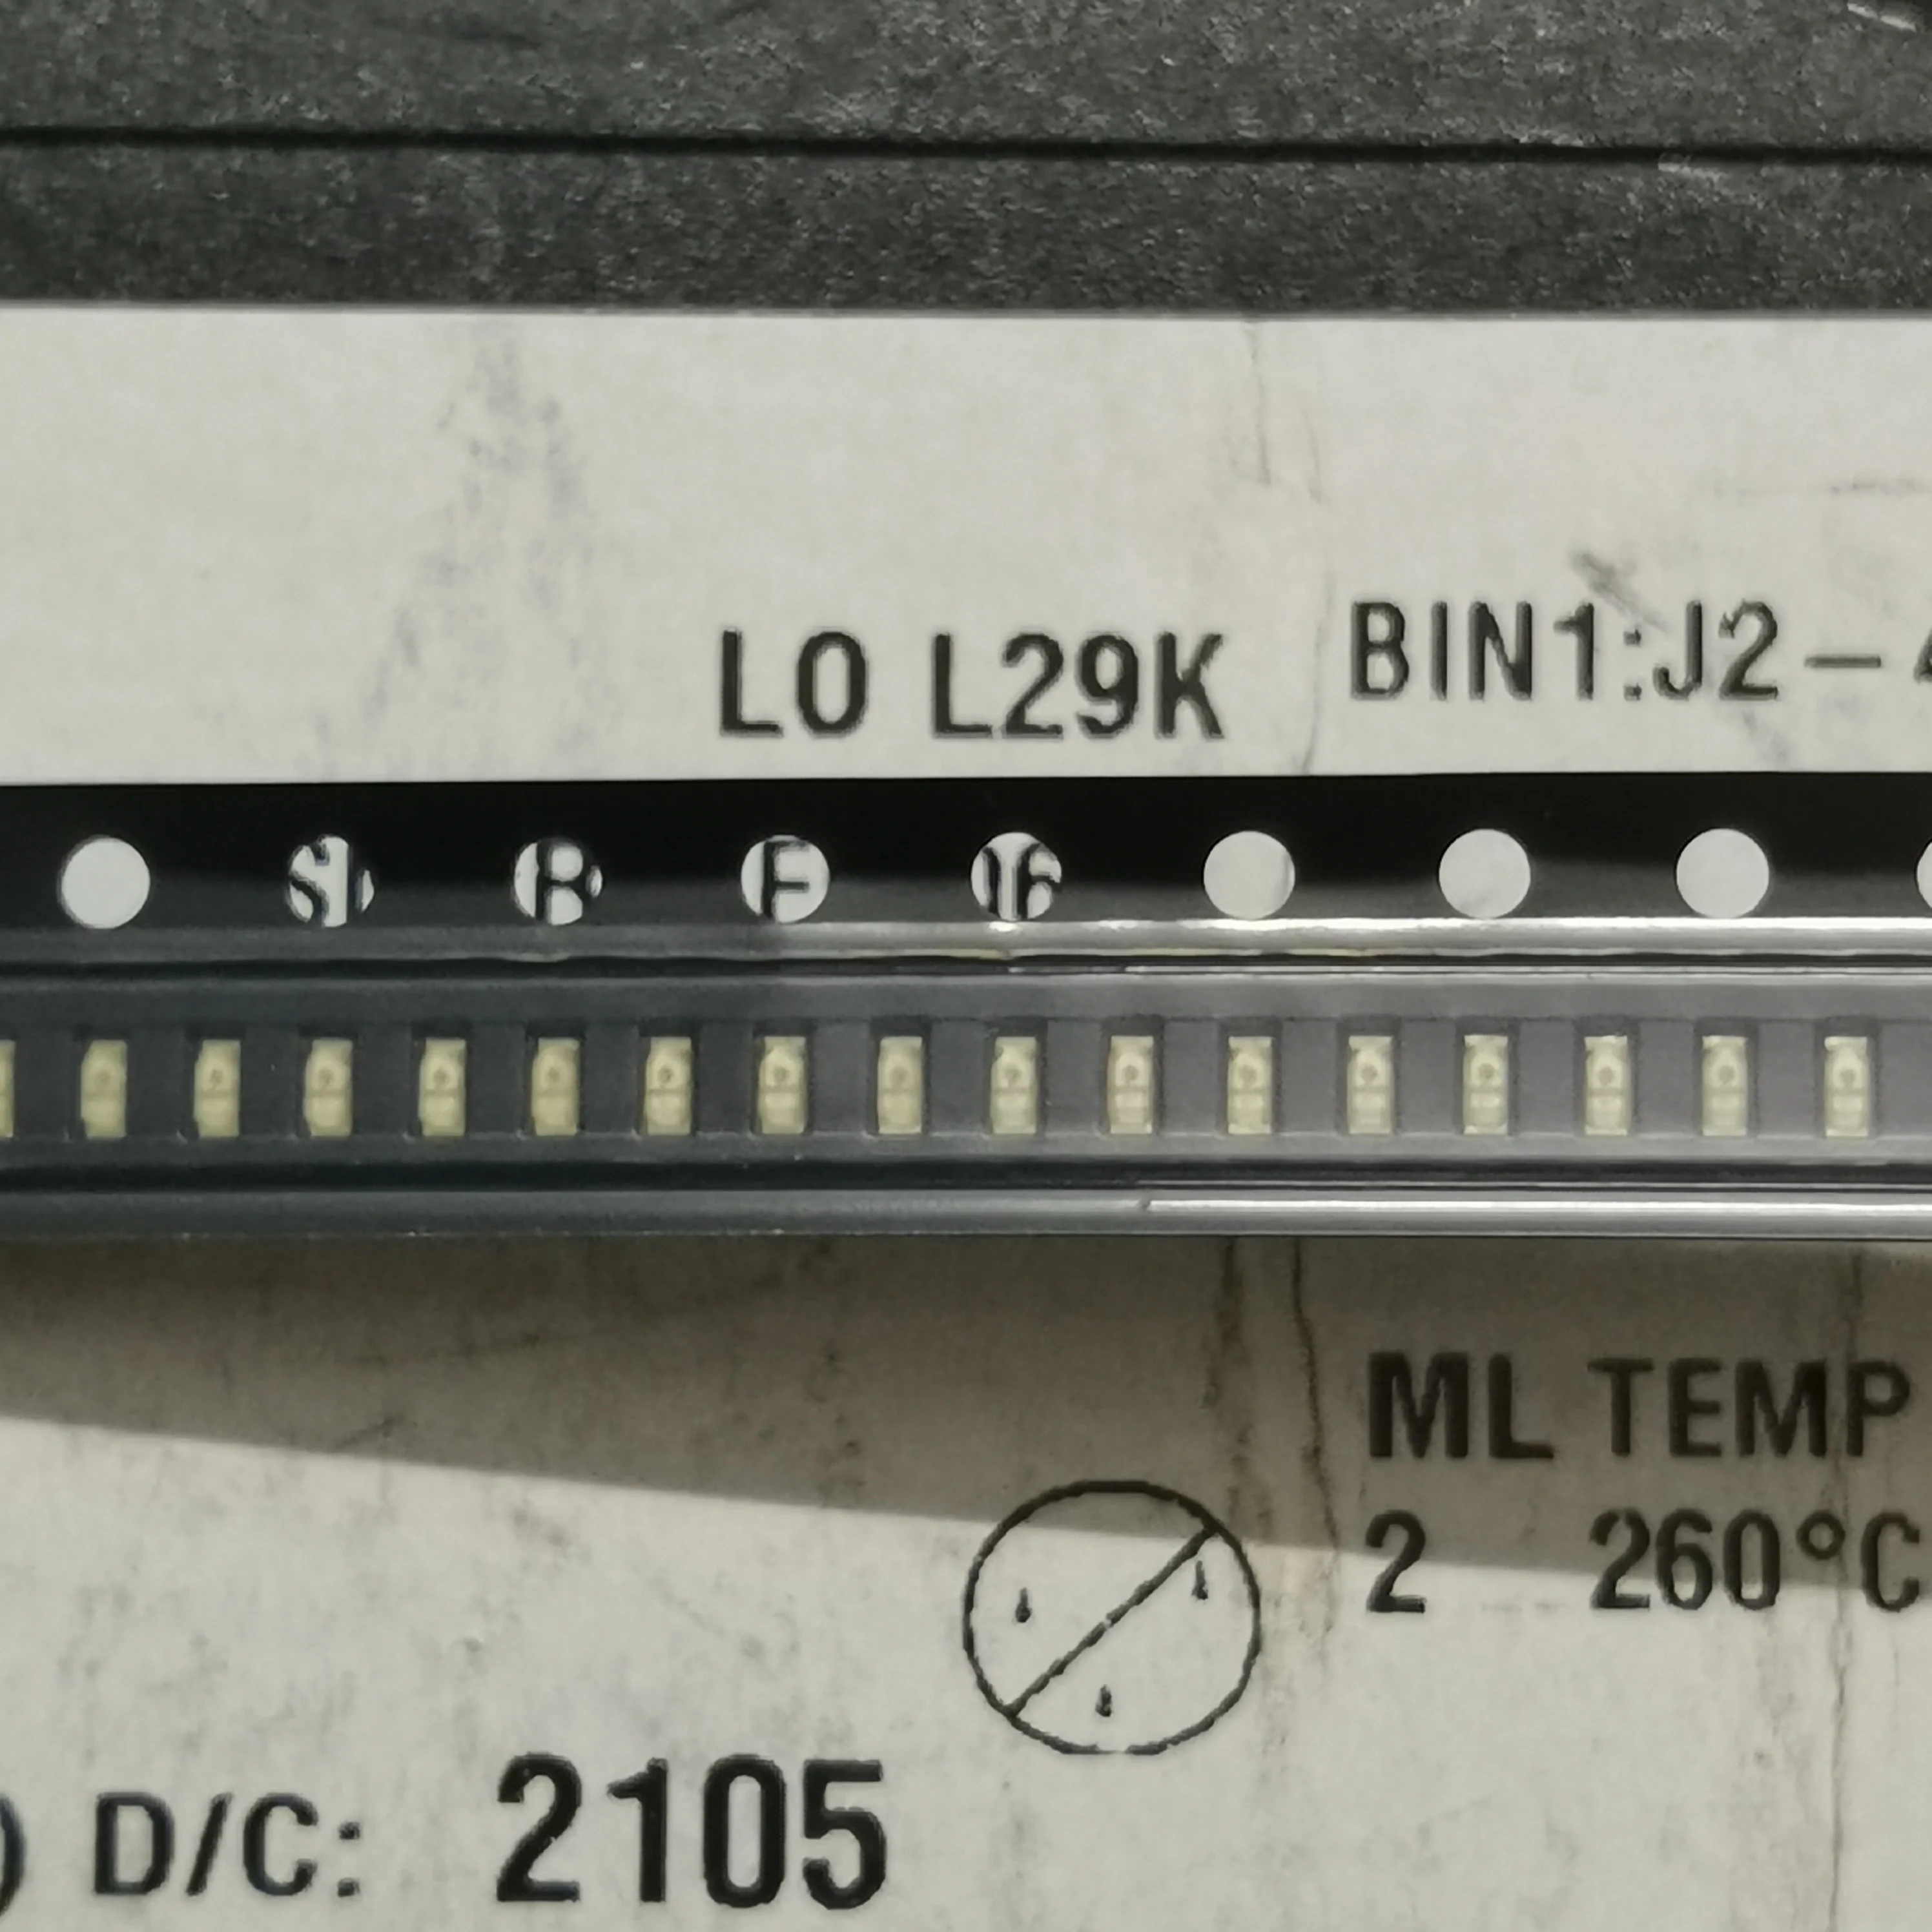 LO L29K
BIN1:J2-
ML TEMP
2 260°C
) D/C: 2105